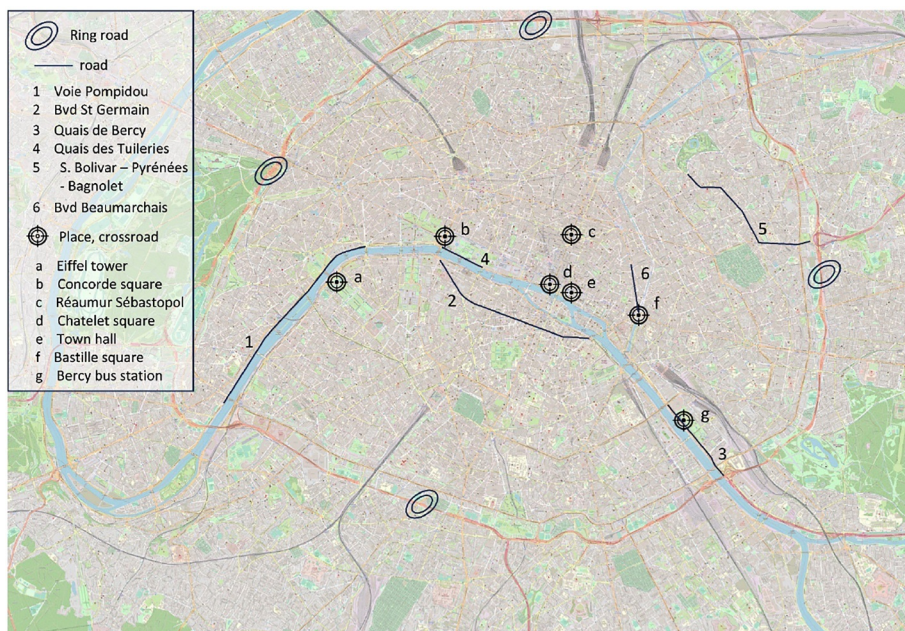 Ring road
road
1 Voie Pompidou
2 Bvd St Germain
3 Quais de Bercy
4 Quais des Tuileries
5 S. Bolivar – Pyrénées
- Bagnolet
6 Bvd Beaumarchais
Place, crossroad
a Eiffel tower
b Concorde square
c Réaumur Sébastopol
d Chatelet square
e Town hall
f Bastille square
g Bercy bus station
b
c
5
4
a
d
e
6
2
f
1
g
3